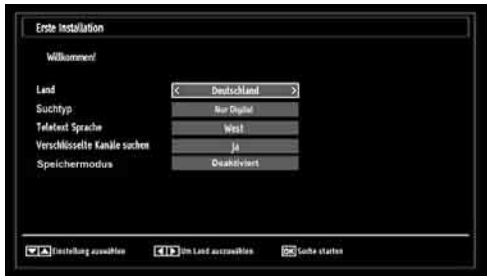 Erste Installation
Willkommen!
Land < Deutschland >
Suchtyp Nur Digital
Teletext Sprache West
Verschlüsselte Kanäle suchen Ja
Speichermodus Deaktiviert
Einstellung auswählen Um Land auszuwählen OK Suche starten